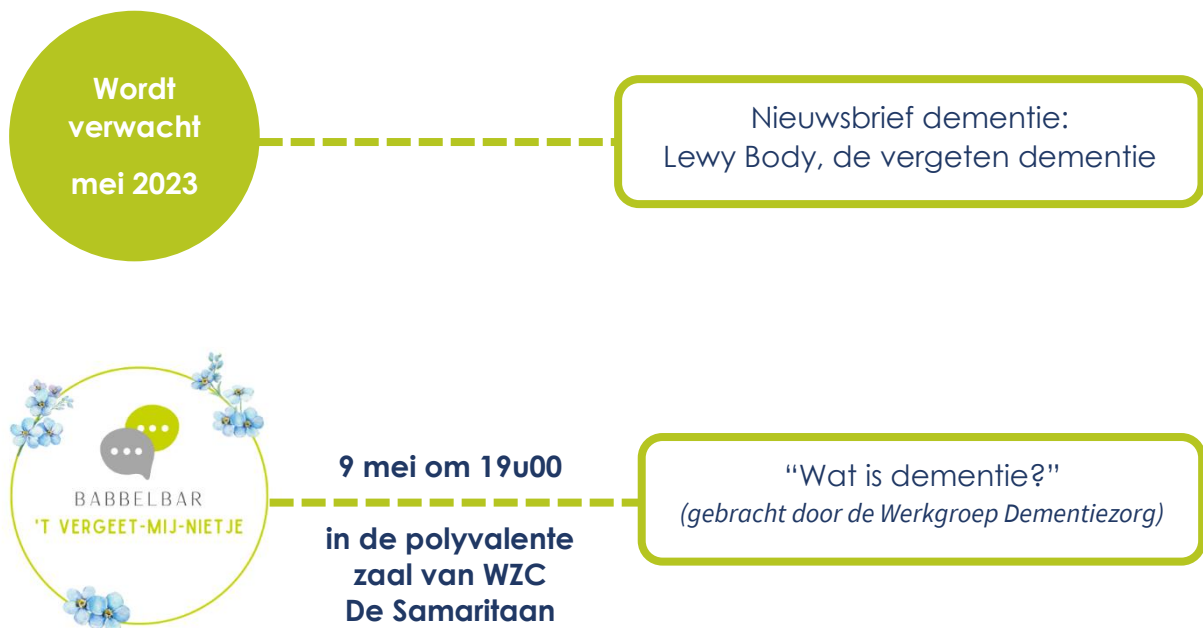 Wordt
verwacht
mei 2023
Nieuwsbrief dementie:
Lewy Body, de vergeten dementie
BABBELBAR
'T VERGEET-MIJ-NIETJE
9 mei om 19u00
in de polyvalente
zaal van WZC
De Samaritaan
“Wat is dementie?”
(gebracht door de Werkgroep Dementiezorg)